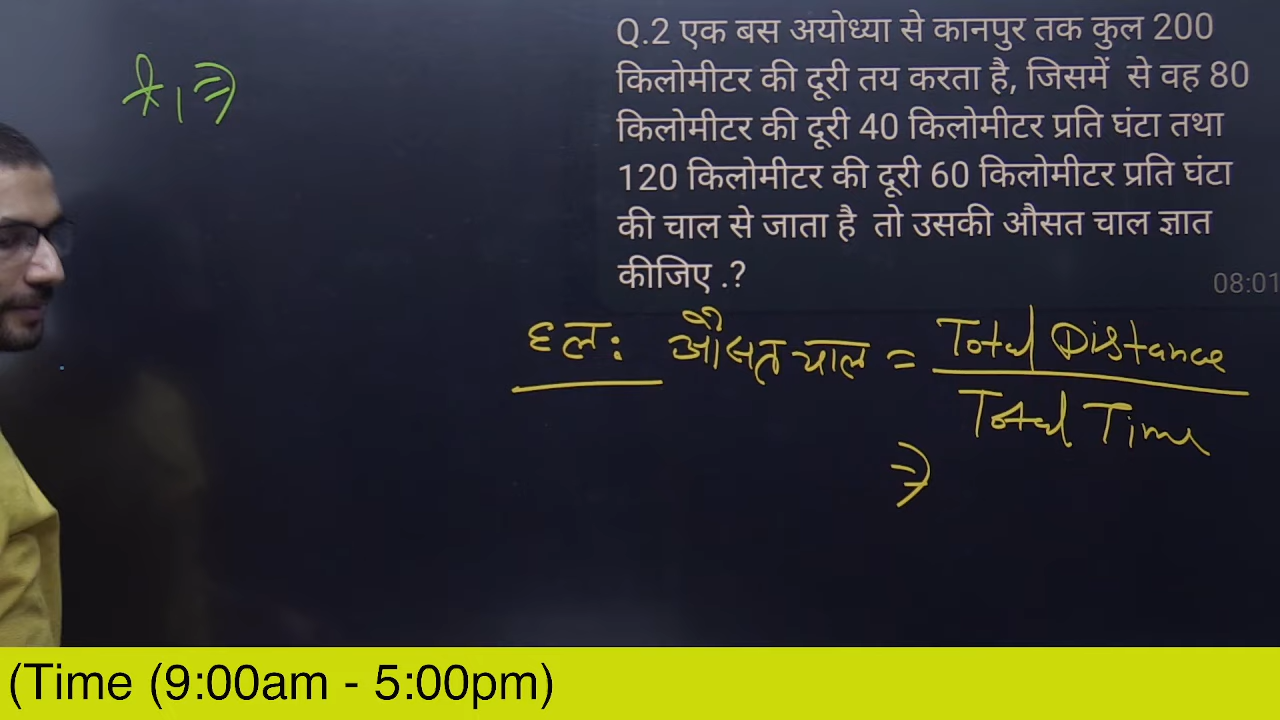 Q.2 एक बस अयोध्या से कानपुर तक कुल 200
किलोमीटर की दूरी तय करता है, जिसमें से वह 80
किलोमीटर की दूरी 40 किलोमीटर प्रति घंटा तथा
120 किलोमीटर की दूरी 60 किलोमीटर प्रति घंटा
की चाल से जाता है तो उसकी औसत चाल ज्ञात
कीजिए .?
08:01
हल: औसत चाल = Total Distance
Total Time
⇒
(Time (9:00am - 5:00pm)